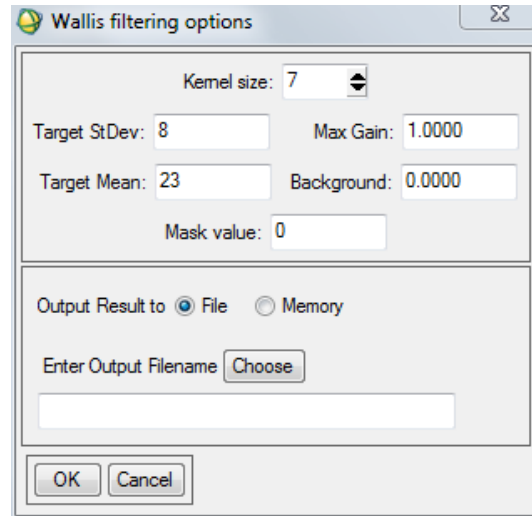 Wallis filtering options
Kernel size: 7
Target StDev: 8 Max Gain: 1.0000
Target Mean: 23 Background: 0.0000
Mask value: 0
Output Result to File Memory
Enter Output Filename Choose
OK Cancel